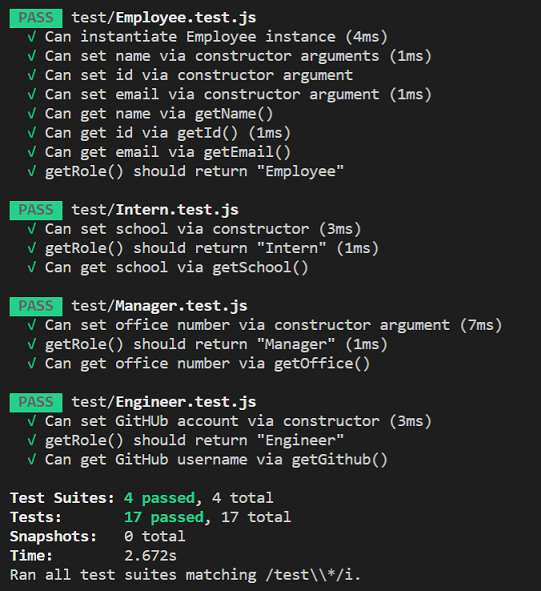 PASS test/Employee.test.js
√ Can instantiate Employee instance (4ms)
√ Can set name via constructor arguments (1ms)
√ Can set id via constructor argument
√ Can set email via constructor argument (1ms)
√ Can get name via getName()
√ Can get id via getId() (1ms)
√ Can get email via getEmail()
√ getRole() should return "Employee"
PASS test/Intern.test.js
√ Can set school via constructor (3ms)
√ getRole() should return "Intern" (1ms)
√ Can get school via getSchool()
PASS test/Manager.test.js
√ Can set office number via constructor argument (7ms)
√ getRole() should return "Manager" (1ms)
√ Can get office number via getOffice()
PASS test/Engineer.test.js
√ Can set GitHUb account via constructor (3ms)
√ getRole() should return "Engineer"
√ Can get GitHub username via getGithub()
Test Suites: 4 passed, 4 total
Tests: 17 passed, 17 total
Snapshots: 0 total
Time: 2.672s
Ran all test suites matching /test\\*/i.